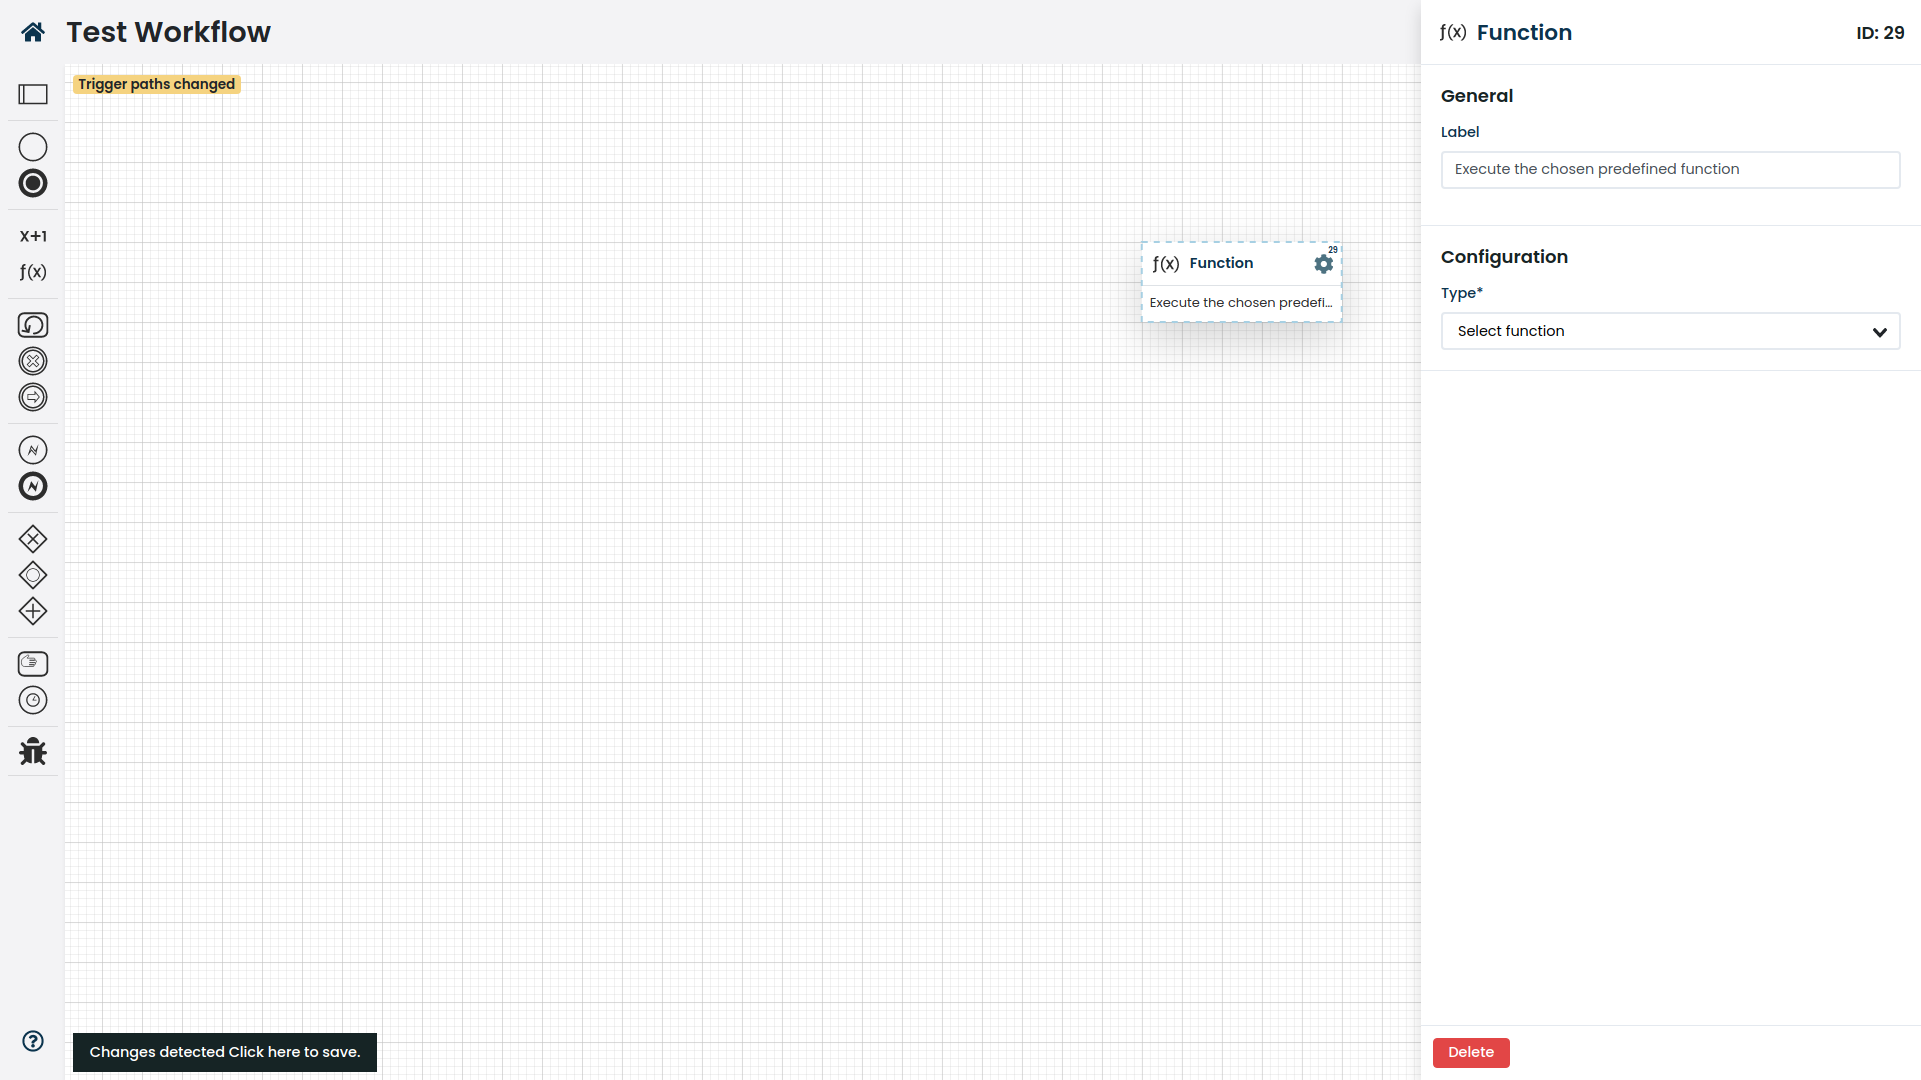 Test Workflow
ƒ(x) Function
ID: 29
Trigger paths changed
General
Label
Execute the chosen predefined function
X+1
ƒ(x)
29
ƒ(x) Function
Execute the chosen predefi...
Configuration
Type*
Select function
?
Changes detected Click here to save.
Delete